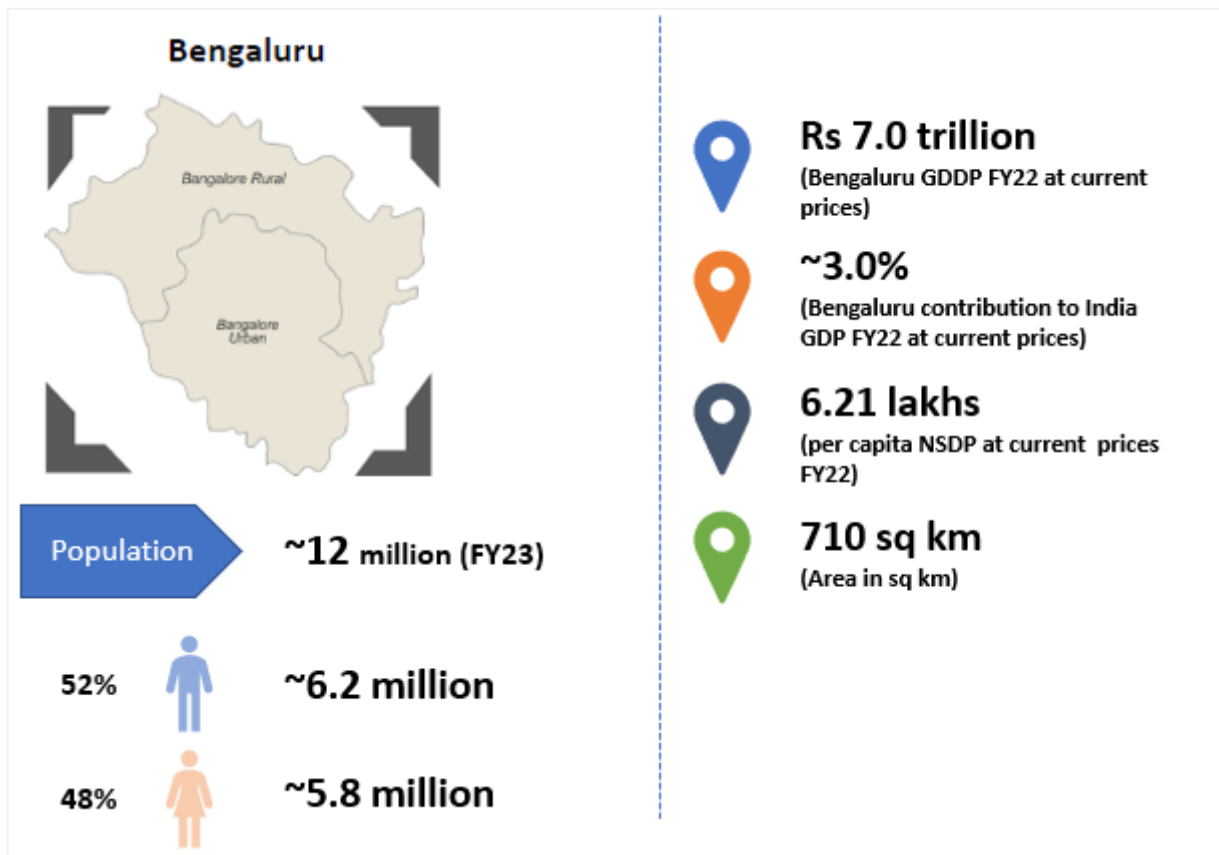 Bengaluru
Bangalore Rural
Bangalore
Urban
Population
~12 million (FY23)
52%
~6.2 million
48%
~5.8 million
Rs 7.0 trillion
(Bengaluru GDDP FY22 at current
prices)
~3.0%
(Bengaluru contribution to India
GDP FY22 at current prices)
6.21 lakhs
(per capita NSDP at current prices
FY22)
710 sq km
(Area in sq km)